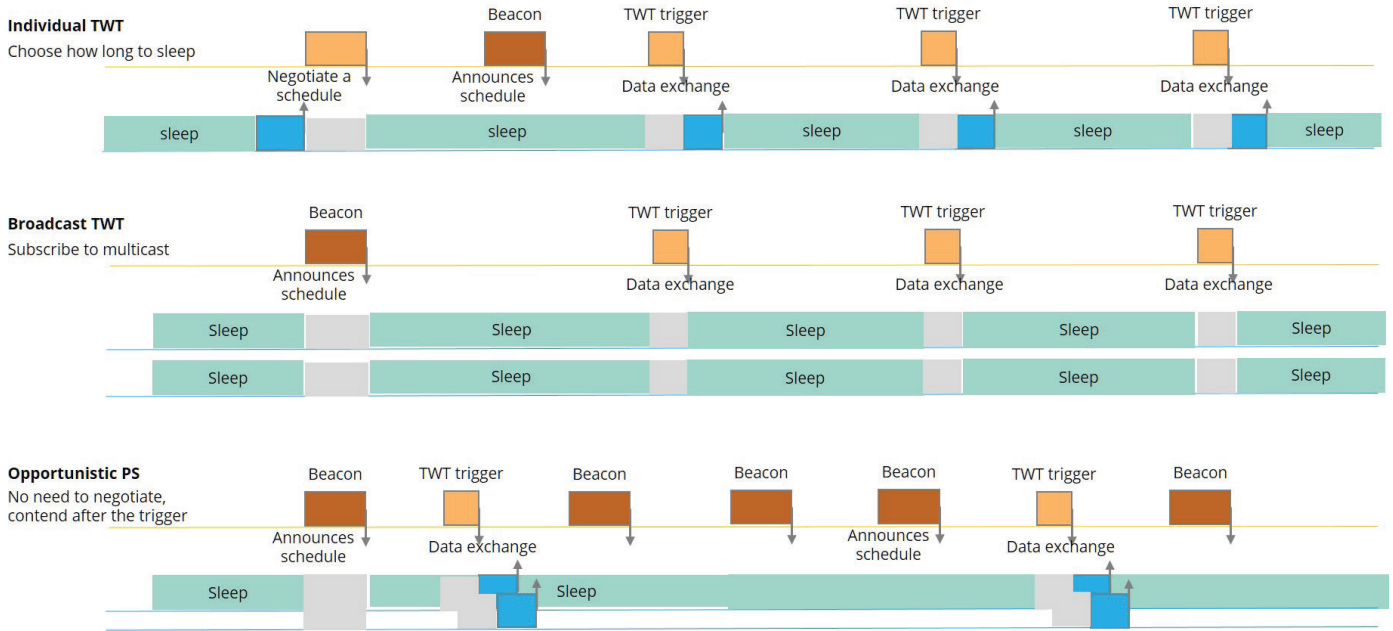 Individual TWT
Choose how long to sleep
Beacon
TWT trigger
TWT trigger
TWT trigger
Negotiate a
schedule
Announces
schedule
Data exchange
Data exchange
Data exchange
sleep
sleep
sleep
sleep
sleep
Broadcast TWT
Subscribe to multicast
Beacon
TWT trigger
TWT trigger
TWT trigger
Announces
schedule
Data exchange
Data exchange
Data exchange
Sleep
Sleep
Sleep
Sleep
Sleep
Sleep
Sleep
Sleep
Sleep
Sleep
Opportunistic PS
No need to negotiate,
contend after the trigger
Beacon
TWT trigger
Beacon
Beacon
Beacon
TWT trigger
Beacon
Announces
schedule
Data exchange
Announces
schedule
Data exchange
Sleep
Sleep